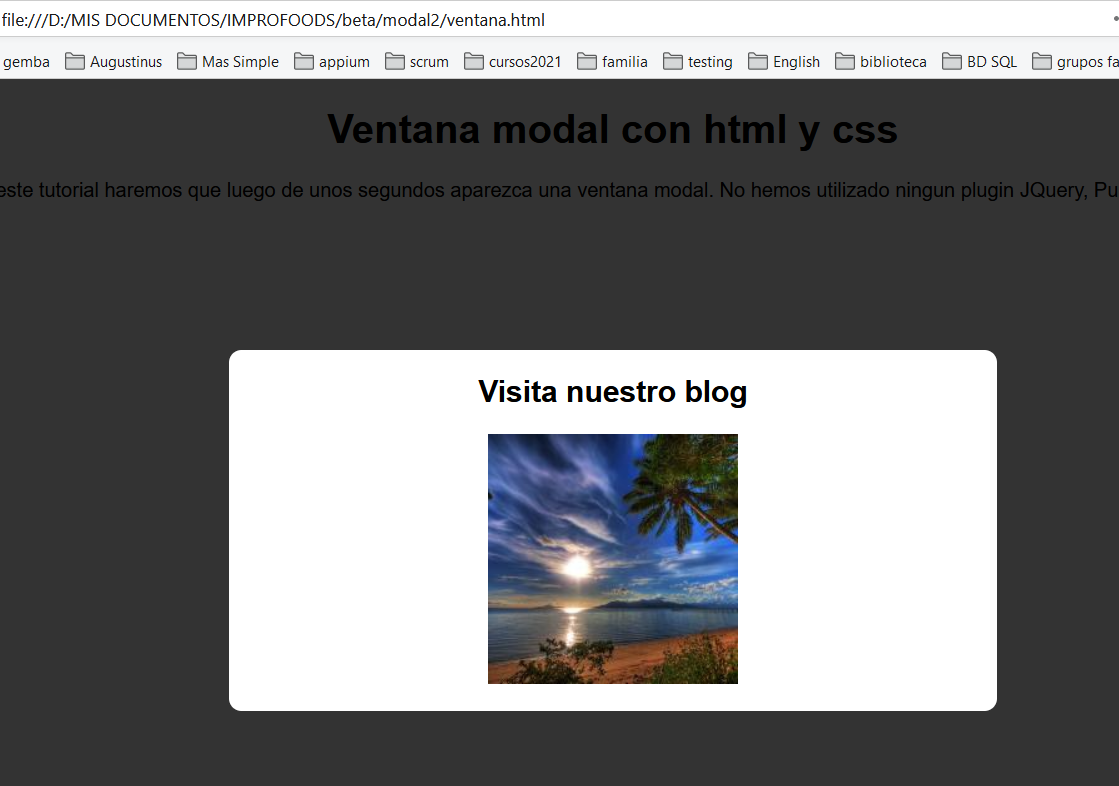 file:///D:/MIS DOCUMENTOS/IMPROFOODS/beta/modal2/ventana.html
gemba Augustinus Mas Simple appium scrum cursos2021 familia testing English biblioteca BD SQL grupos fa
Ventana modal con html y css
este tutorial haremos que luego de unos segundos aparezca una ventana modal. No hemos utilizado ningun plugin JQuery, Pu
Visita nuestro blog